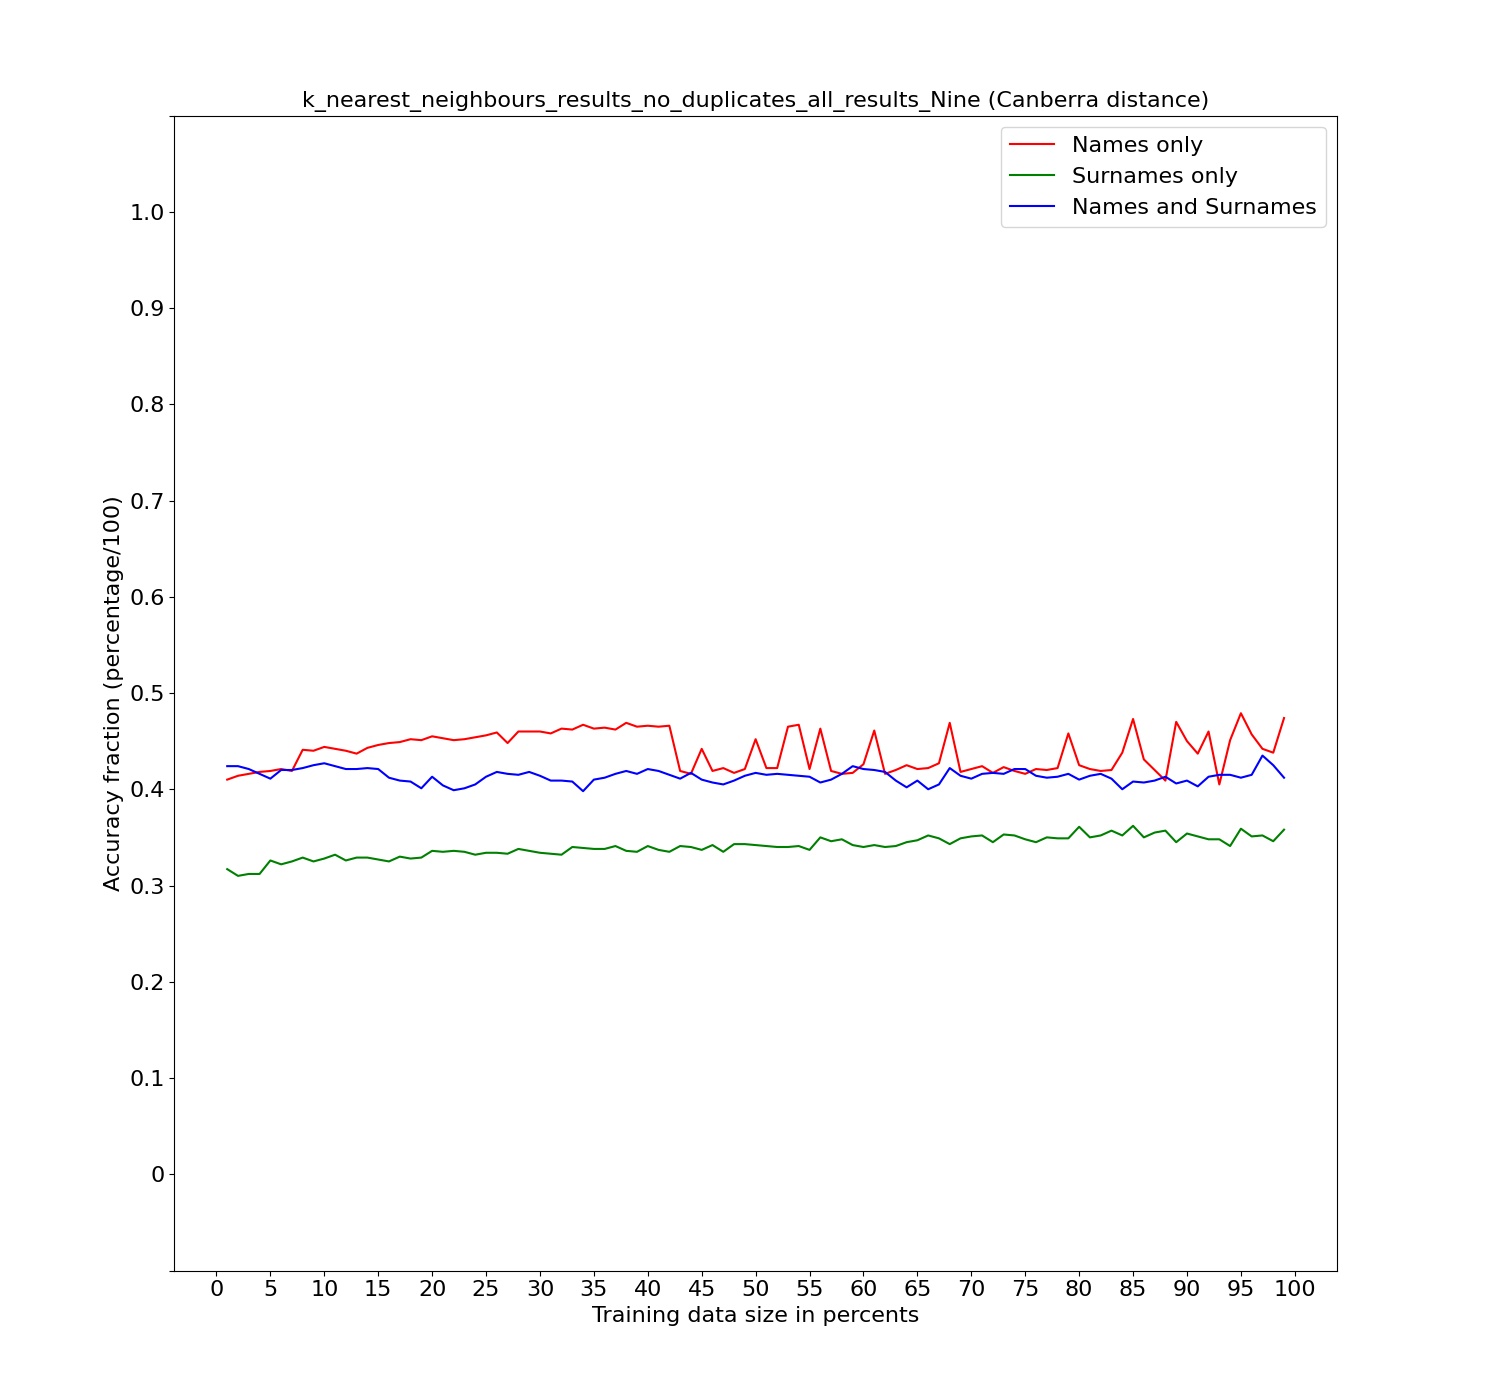 k_nearest_neighbours_results_no_duplicates_all_results_Nine (Canberra distance)
Names only
Surnames only
Names and Surnames
Accuracy fraction (percentage/100)
1.0
0.9
0.8
0.7
0.6
0.5
0.4
0.3
0.2
0.1
0
0 5 10 15 20 25 30 35 40 45 50 55 60 65 70 75 80 85 90 95 100
Training data size in percents